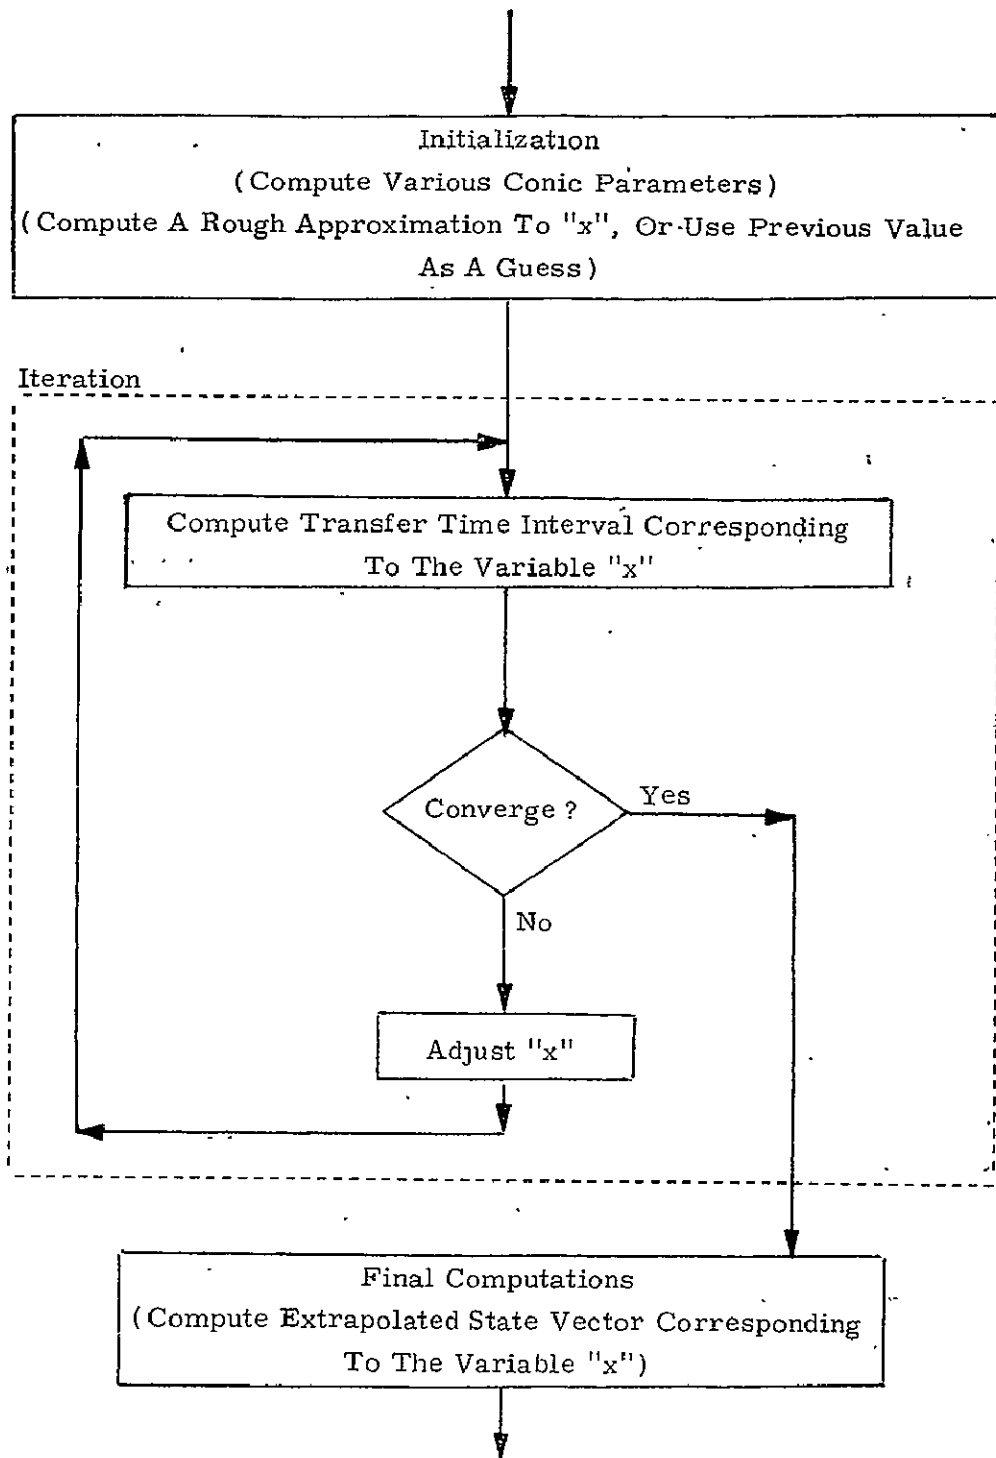 Initialization
(Compute Various Conic Parameters)
(Compute A Rough Approximation To "x", Or Use Previous Value
As A Guess)
Iteration
Compute Transfer Time Interval Corresponding
To The Variable "x"
Converge ?
Yes
No
Adjust "x"
Final Computations
(Compute Extrapolated State Vector Corresponding
To The Variable "x")